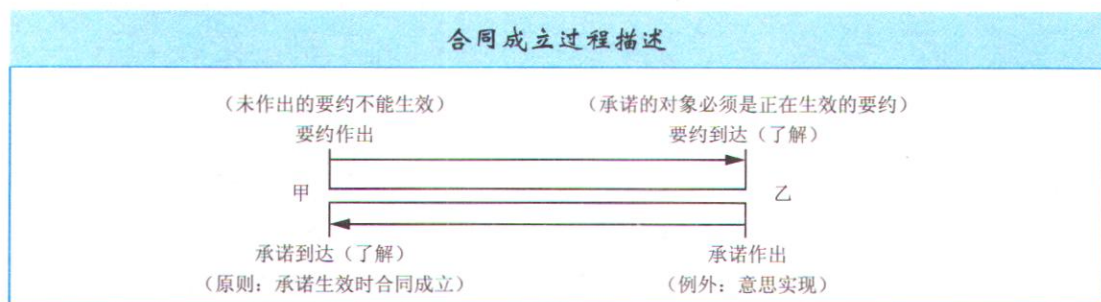 合同成立过程描述
（未作出的要约不能生效） （承诺的对象必须是正在生效的要约）
要约作出 要约到达（了解）
甲 乙
承诺到达（了解） 承诺作出
（原则：承诺生效时合同成立） （例外：意思实现）